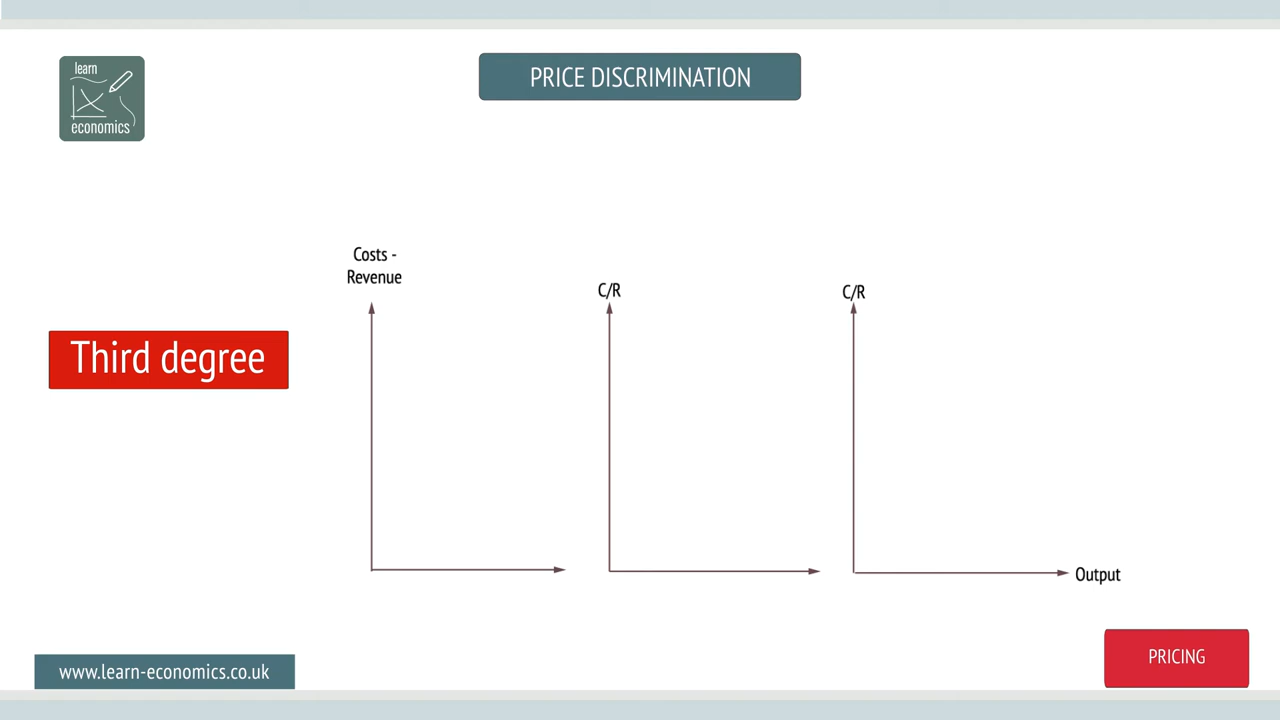 learn
economics
PRICE DISCRIMINATION
Costs -
Revenue
C/R
C/R
Third degree
Output
www.learn-economics.co.uk
PRICING